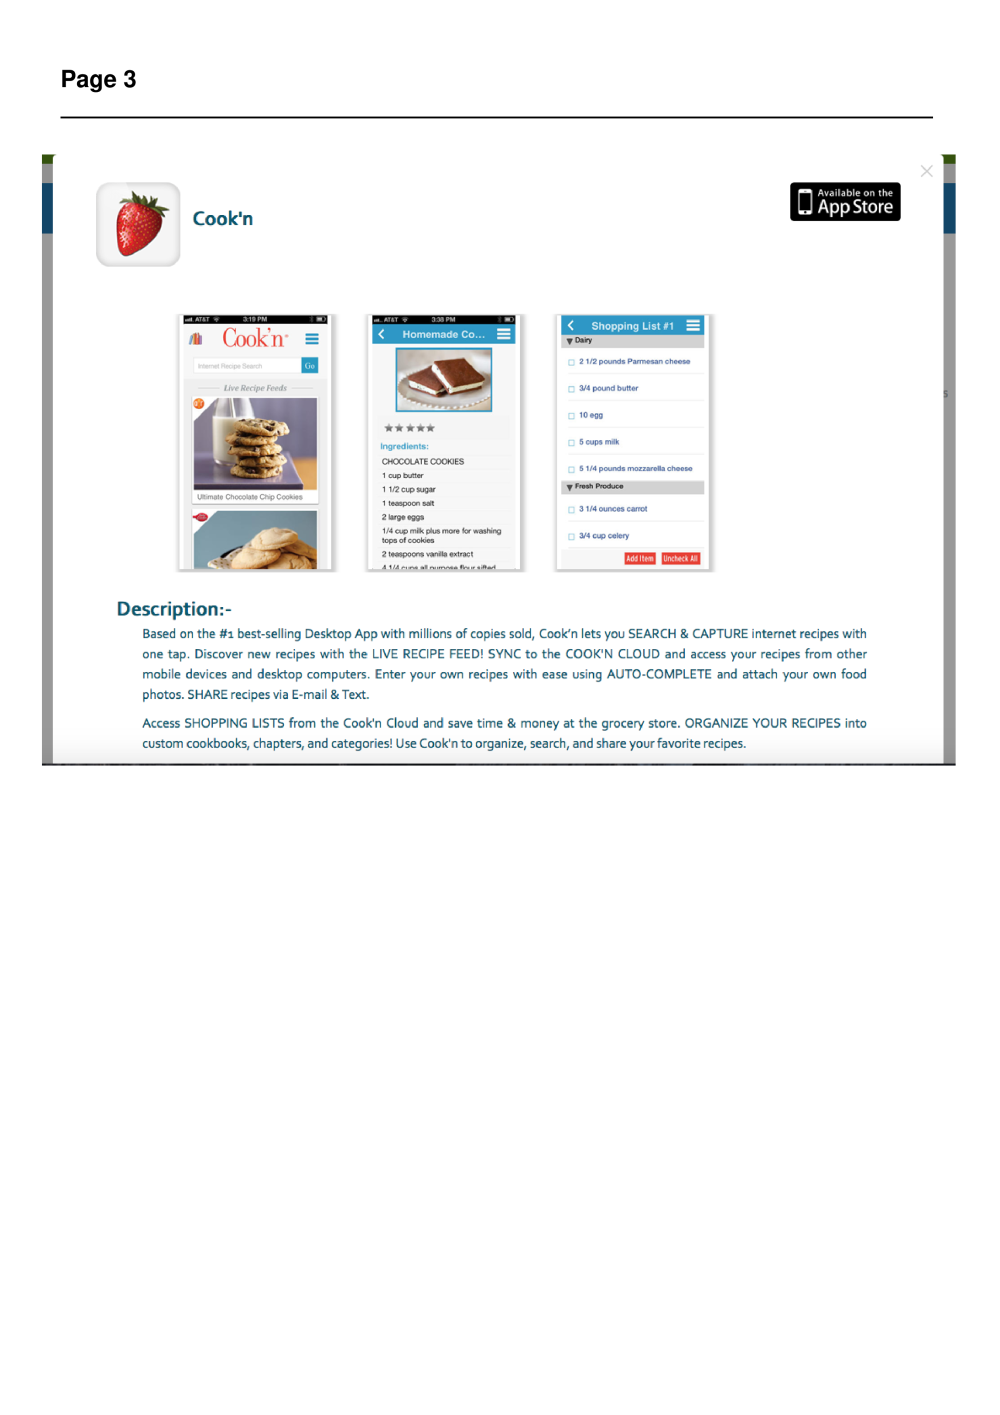 Page 3
Cook'n
Available on the
App Store
AT&T 3:19 PM
Cook'n
Internet Recipe Search Go
Live Recipe Feeds
Ultimate Chocolate Chip Cookies
AT&T 3:38 PM
Homemade Co...
Ingredients:
CHOCOLATE COOKIES
1 cup butter
1 1/2 cup sugar
1 teaspoon salt
2 large eggs
1/4 cup milk plus more for washing
tops of cookies
2 teaspoons vanilla extract
4 1/4 cups all purpose flour sifted
Shopping List #1
Dairy
2 1/2 pounds Parmesan cheese
3/4 pound butter
10 egg
5 cups milk
5 1/4 pounds mozzarella cheese
Fresh Produce
3 1/4 ounces carrot
3/4 cup celery
Add Item Uncheck All
Description:-
Based on the #1 best-selling Desktop App with millions of copies sold, Cook'n lets you SEARCH & CAPTURE internet recipes with
one tap. Discover new recipes with the LIVE RECIPE FEED! SYNC to the COOK'N CLOUD and access your recipes from other
mobile devices and desktop computers. Enter your own recipes with ease using AUTO-COMPLETE and attach your own food
photos. SHARE recipes via E-mail & Text.
Access SHOPPING LISTS from the Cook'n Cloud and save time & money at the grocery store. ORGANIZE YOUR RECIPES into
custom cookbooks, chapters, and categories! Use Cook'n to organize, search, and share your favorite recipes.